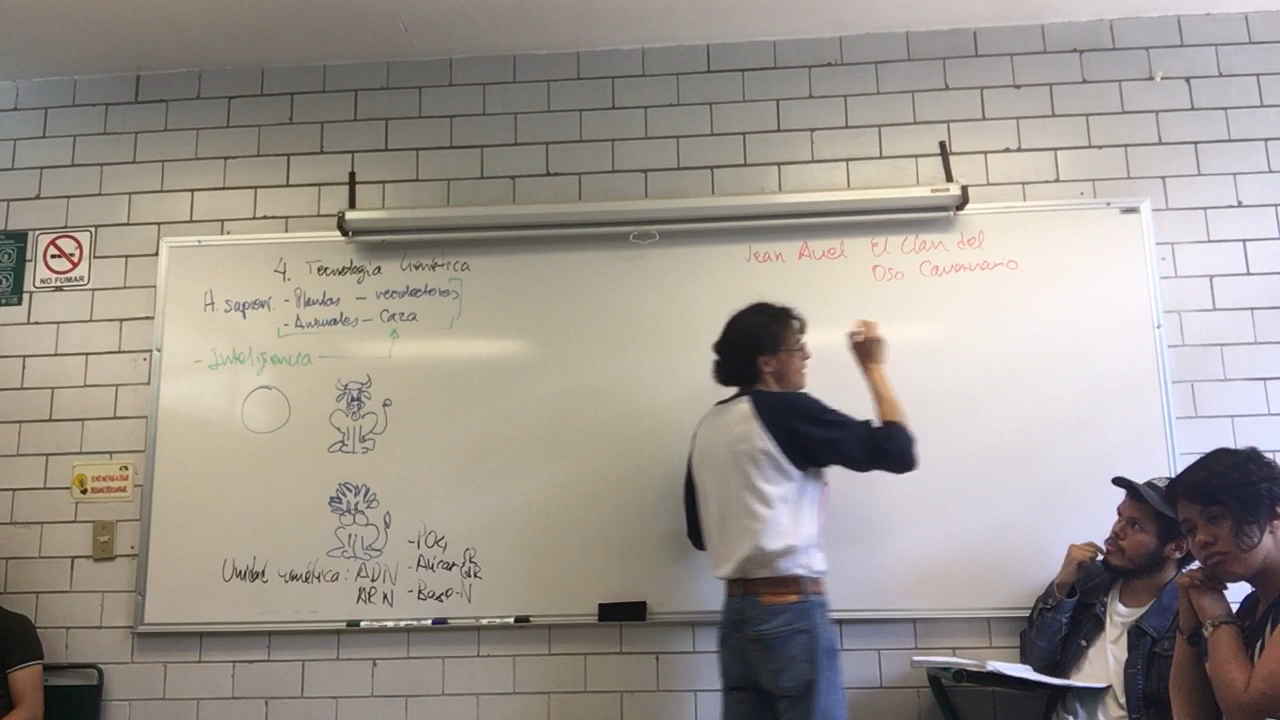 NO FUMAR
4. Tecnología Genética
H. sapiens. - Plantas - recolectores
- Animales - Caza
- Inteligencia
Unidad genética: ADN
ARN
- PO4
- Azúcar R
dR
- Base-N
Jean Auel. El Clan del
Oso Cavernario.